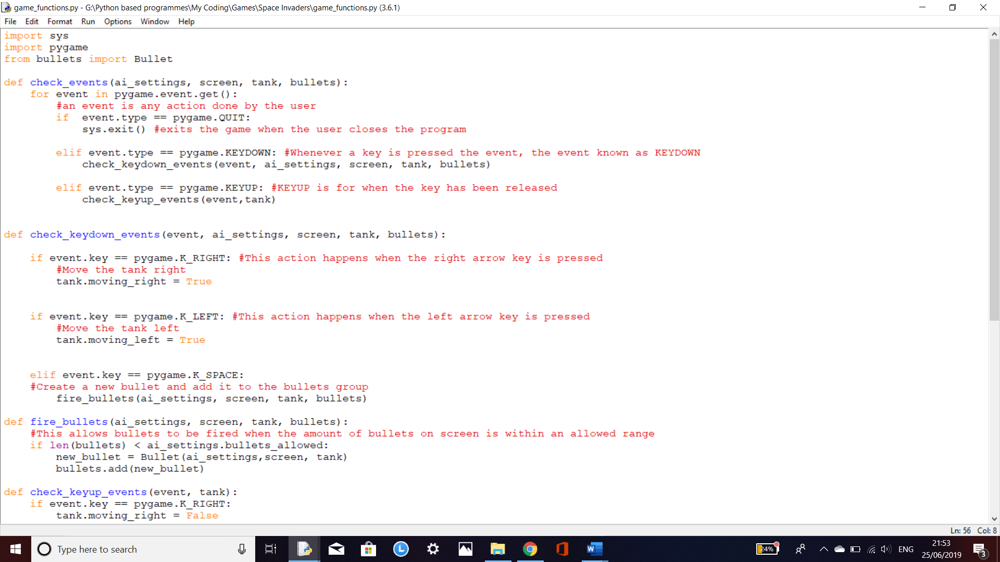 game_functions.py - G:\Python based programmes\My Coding\Games\Space Invaders\game_functions.py (3.6.1)
File Edit Format Run Options Window Help
import sys
import pygame
from bullets import Bullet

def check_events(ai_settings, screen, tank, bullets):
    for event in pygame.event.get():
        #an event is any action done by the user
        if  event.type == pygame.QUIT:
            sys.exit() #exits the game when the user closes the program

        elif event.type == pygame.KEYDOWN: #Whenever a key is pressed the event, the event known as KEYDOWN
            check_keydown_events(event, ai_settings, screen, tank, bullets)

        elif event.type == pygame.KEYUP: #KEYUP is for when the key has been released
            check_keyup_events(event,tank)


def check_keydown_events(event, ai_settings, screen, tank, bullets):

    if event.key == pygame.K_RIGHT: #This action happens when the right arrow key is pressed
        #Move the tank right
        tank.moving_right = True


    if event.key == pygame.K_LEFT: #This action happens when the left arrow key is pressed
        #Move the tank left
        tank.moving_left = True


    elif event.key == pygame.K_SPACE:
    #Create a new bullet and add it to the bullets group
        fire_bullets(ai_settings, screen, tank, bullets)

def fire_bullets(ai_settings, screen, tank, bullets):
    #This allows bullets to be fired when the amount of bullets on screen is within an allowed range
    if len(bullets) < ai_settings.bullets_allowed:
        new_bullet = Bullet(ai_settings,screen, tank)
        bullets.add(new_bullet)

def check_keyup_events(event, tank):
    if event.key == pygame.K_RIGHT:
        tank.moving_right = False
Ln: 56 Col: 8
Type here to search
W
24%
ENG
21:53
25/06/2019
3